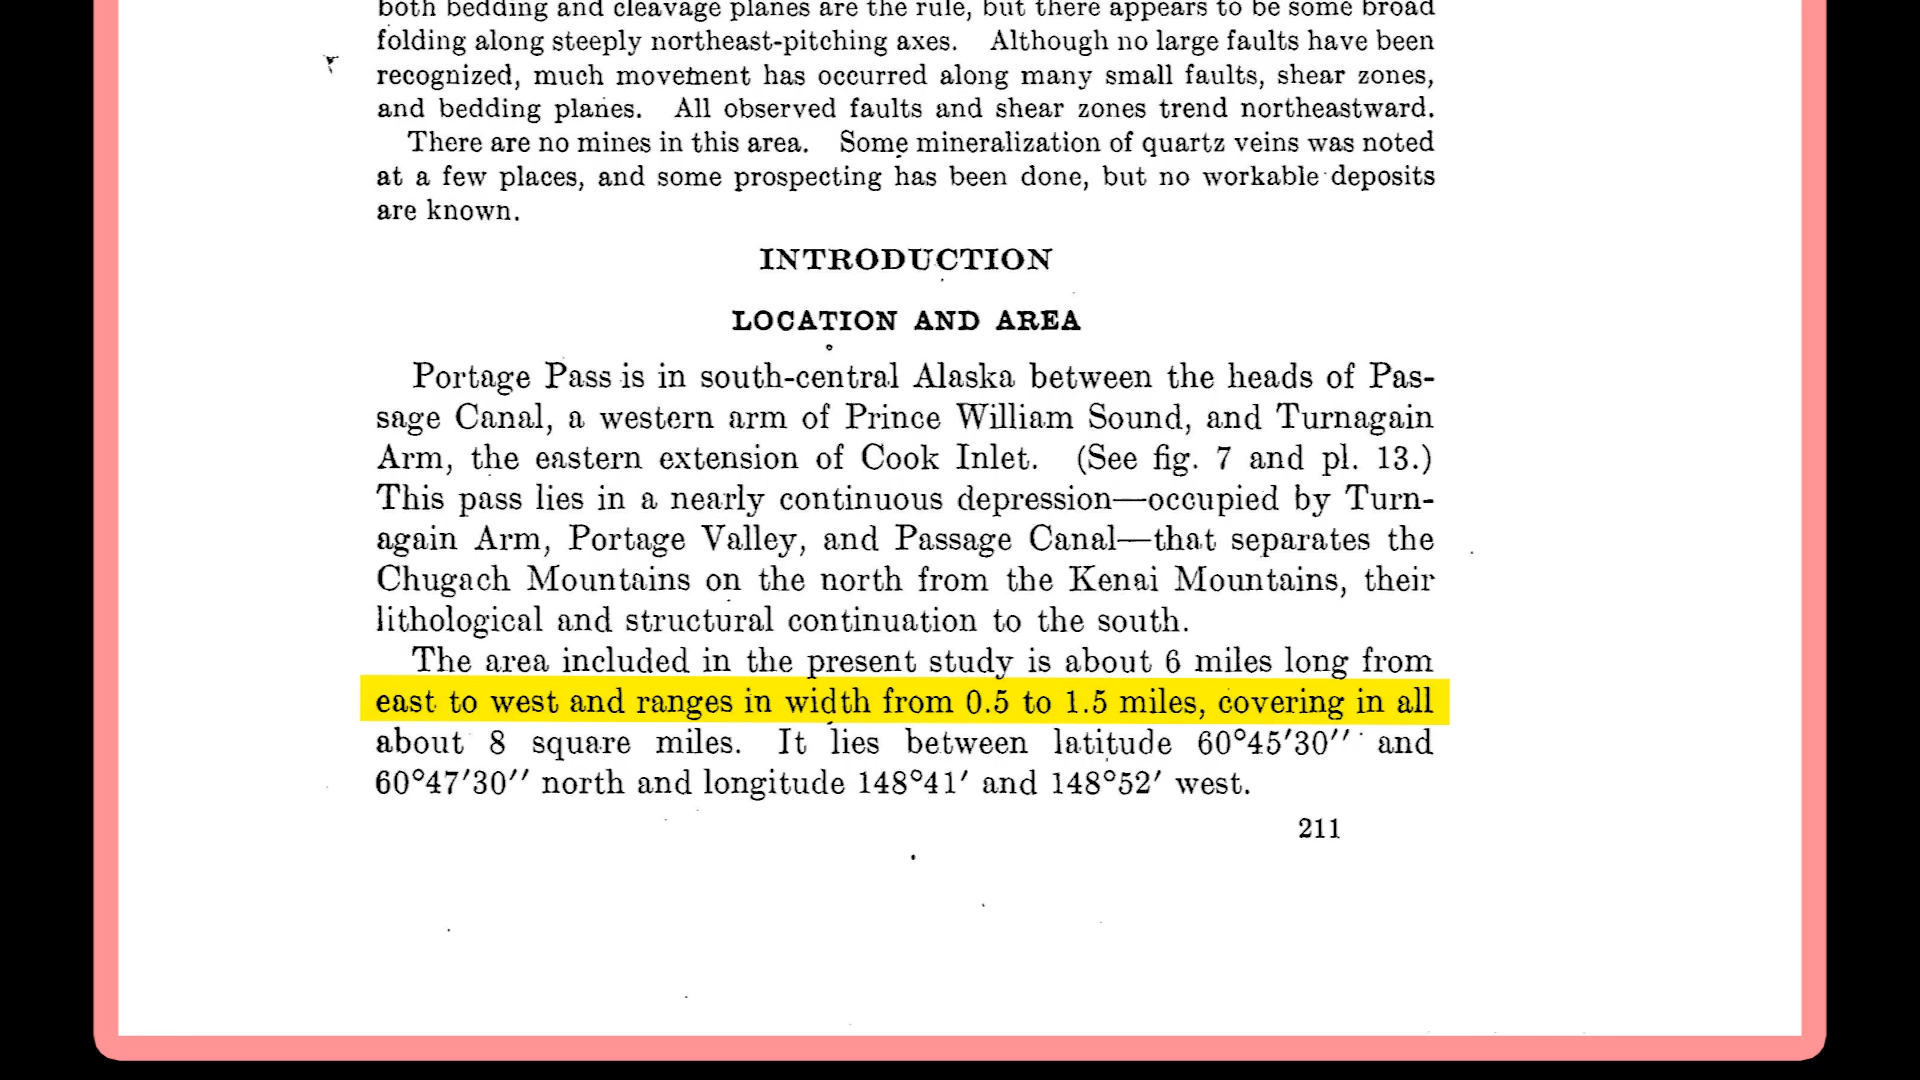 both bedding and cleavage planes are the rule, but there appears to be some broad
folding along steeply northeast-pitching axes. Although no large faults have been
recognized, much movement has occurred along many small faults, shear zones,
and bedding planes. All observed faults and shear zones trend northeastward.
There are no mines in this area. Some mineralization of quartz veins was noted
at a few places, and some prospecting has been done, but no workable deposits
are known.
INTRODUCTION
LOCATION AND AREA
Portage Pass is in south-central Alaska between the heads of Pas-
sage Canal, a western arm of Prince William Sound, and Turnagain
Arm, the eastern extension of Cook Inlet. (See fig. 7 and pl. 13.)
This pass lies in a nearly continuous depression—occupied by Turn-
again Arm, Portage Valley, and Passage Canal—that separates the
Chugach Mountains on the north from the Kenai Mountains, their
lithological and structural continuation to the south.
The area included in the present study is about 6 miles long from
east to west and ranges in width from 0.5 to 1.5 miles, covering in all
about 8 square miles. It lies between latitude 60°45′30′′ and
60°47′30′′ north and longitude 148°41′ and 148°52′ west.
211